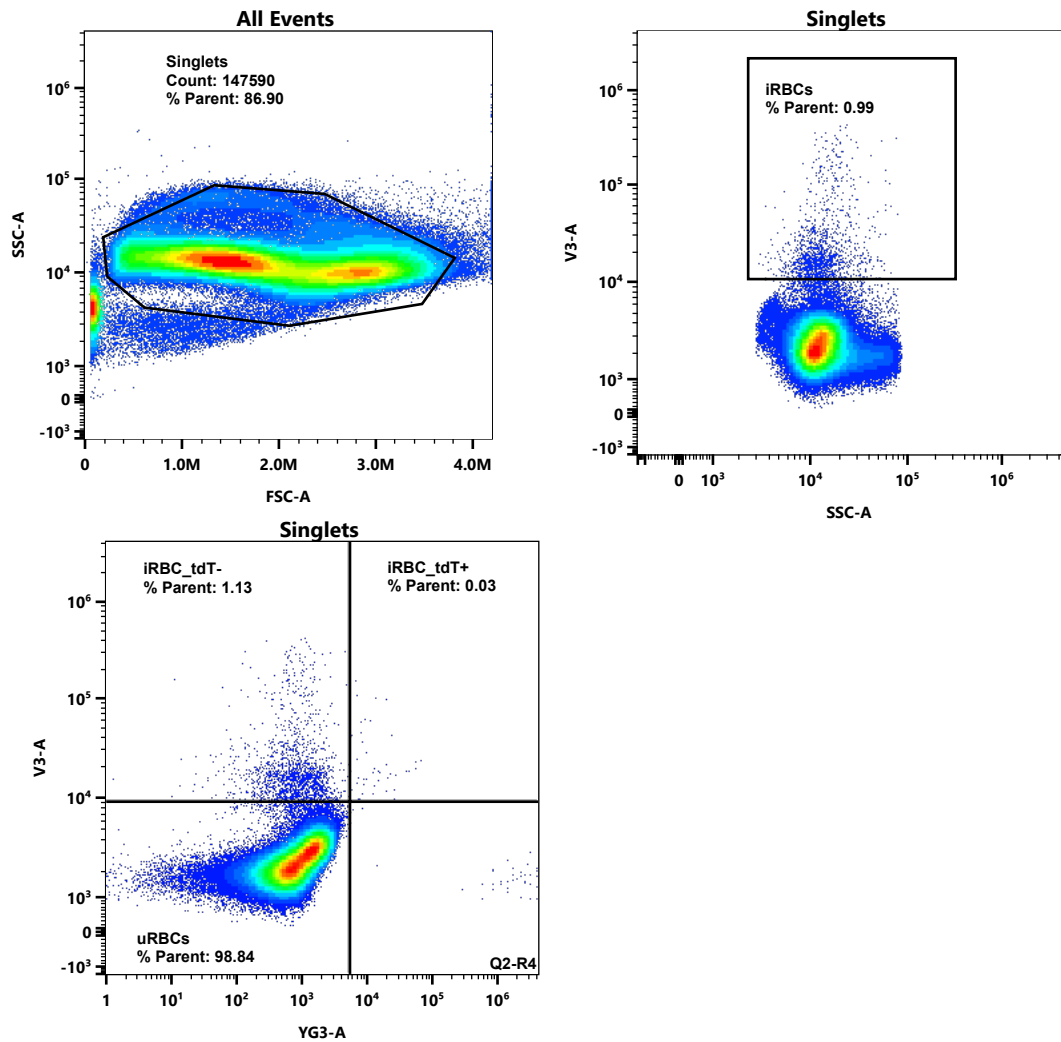 All Events
Singlets
Count: 147590
% Parent: 86.90
10⁶
10⁵
10⁴
10³
0
-10³
SSC-A
0
1.0M
2.0M
3.0M
4.0M
FSC-A
Singlets
iRBCs
% Parent: 0.99
10⁶
10⁵
10⁴
10³
0
-10³
V3-A
0
10³
10⁴
10⁵
10⁶
SSC-A
Singlets
iRBC_tdT-
% Parent: 1.13
iRBC_tdT+
% Parent: 0.03
10⁶
10⁵
10⁴
10³
0
-10³
V3-A
uRBCs
% Parent: 98.84
Q2-R4
1
10¹
10²
10³
10⁴
10⁵
10⁶
YG3-A